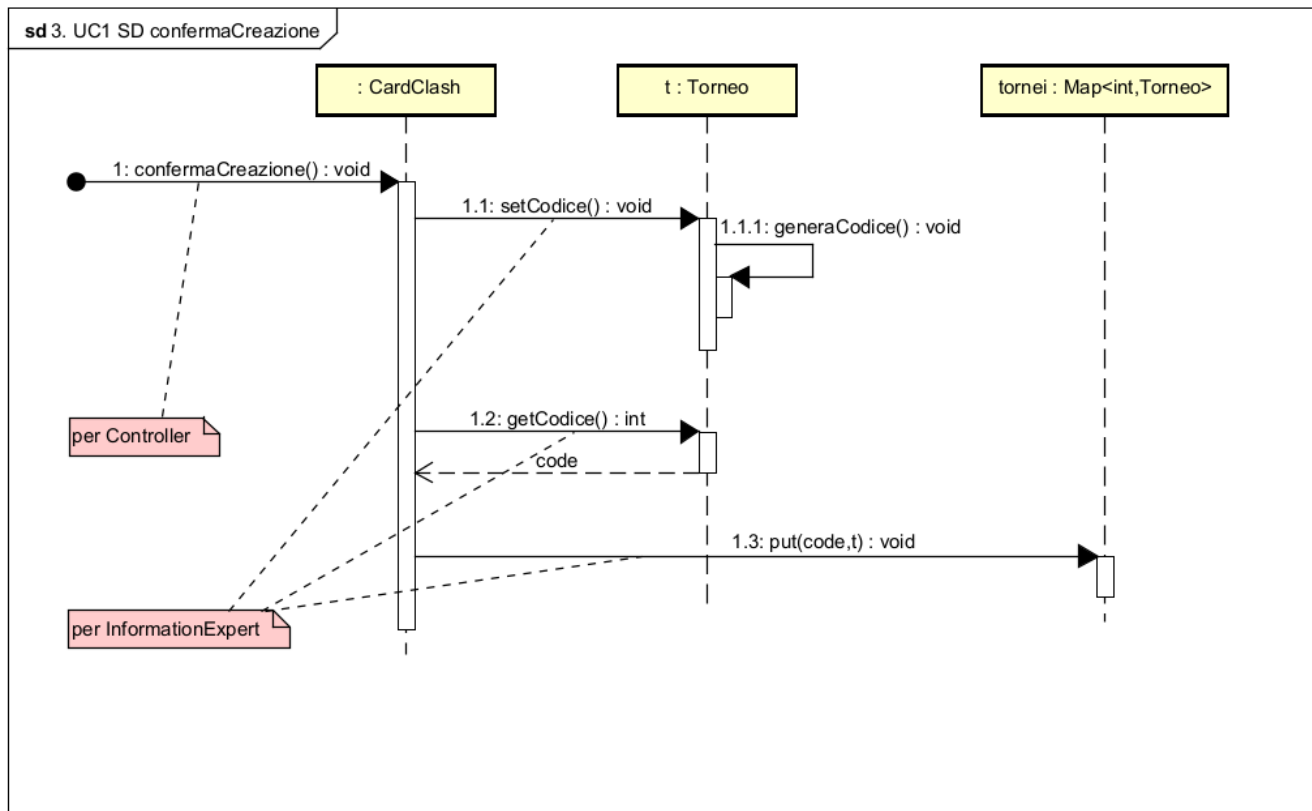 sd 3. UC1 SD confermaCreazione
: CardClash
t : Torneo
tornei : Map<int,Torneo>
1: confermaCreazione() : void
1.1: setCodice() : void
1.1.1: generaCodice() : void
per Controller
1.2: getCodice() : int
code
1.3: put(code,t) : void
per InformationExpert